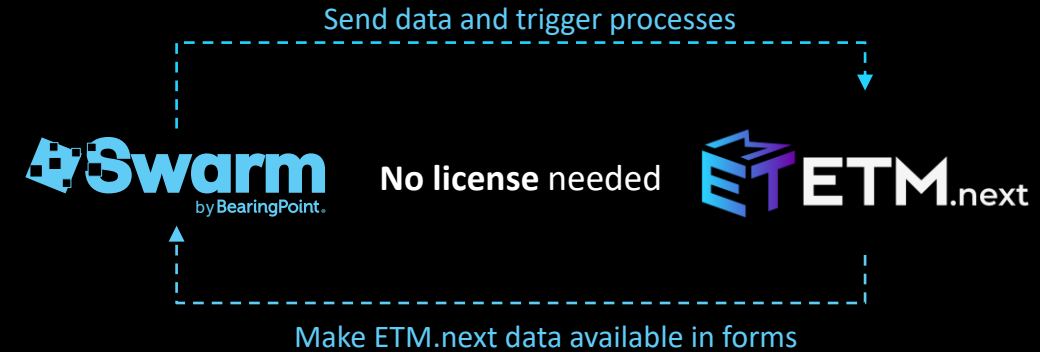 Send data and trigger processes
Swarm
by BearingPoint.
No license needed
ET ETM.next
Make ETM.next data available in forms